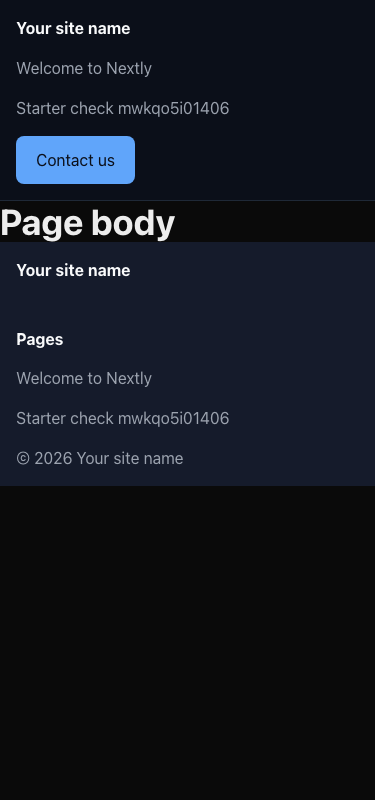 Your site name
Welcome to Nextly
Starter check mwkqo5i01406
Contact us
Page body
Your site name
Pages
Welcome to Nextly
Starter check mwkqo5i01406
© 2026 Your site name